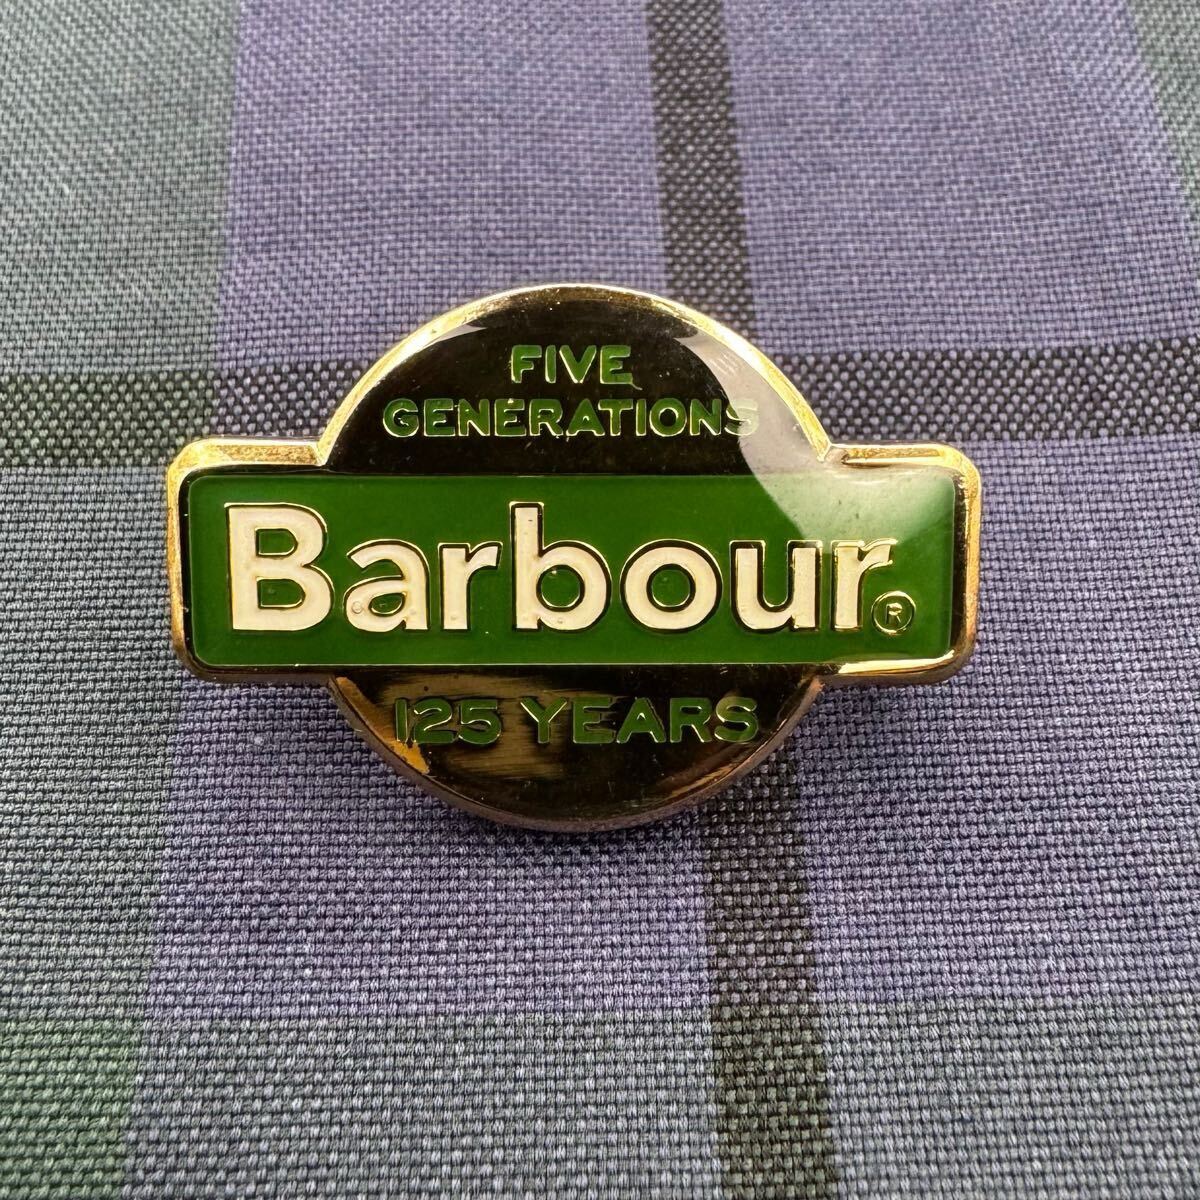 FIVE
GENERATIONS
Barbour®
125 YEARS